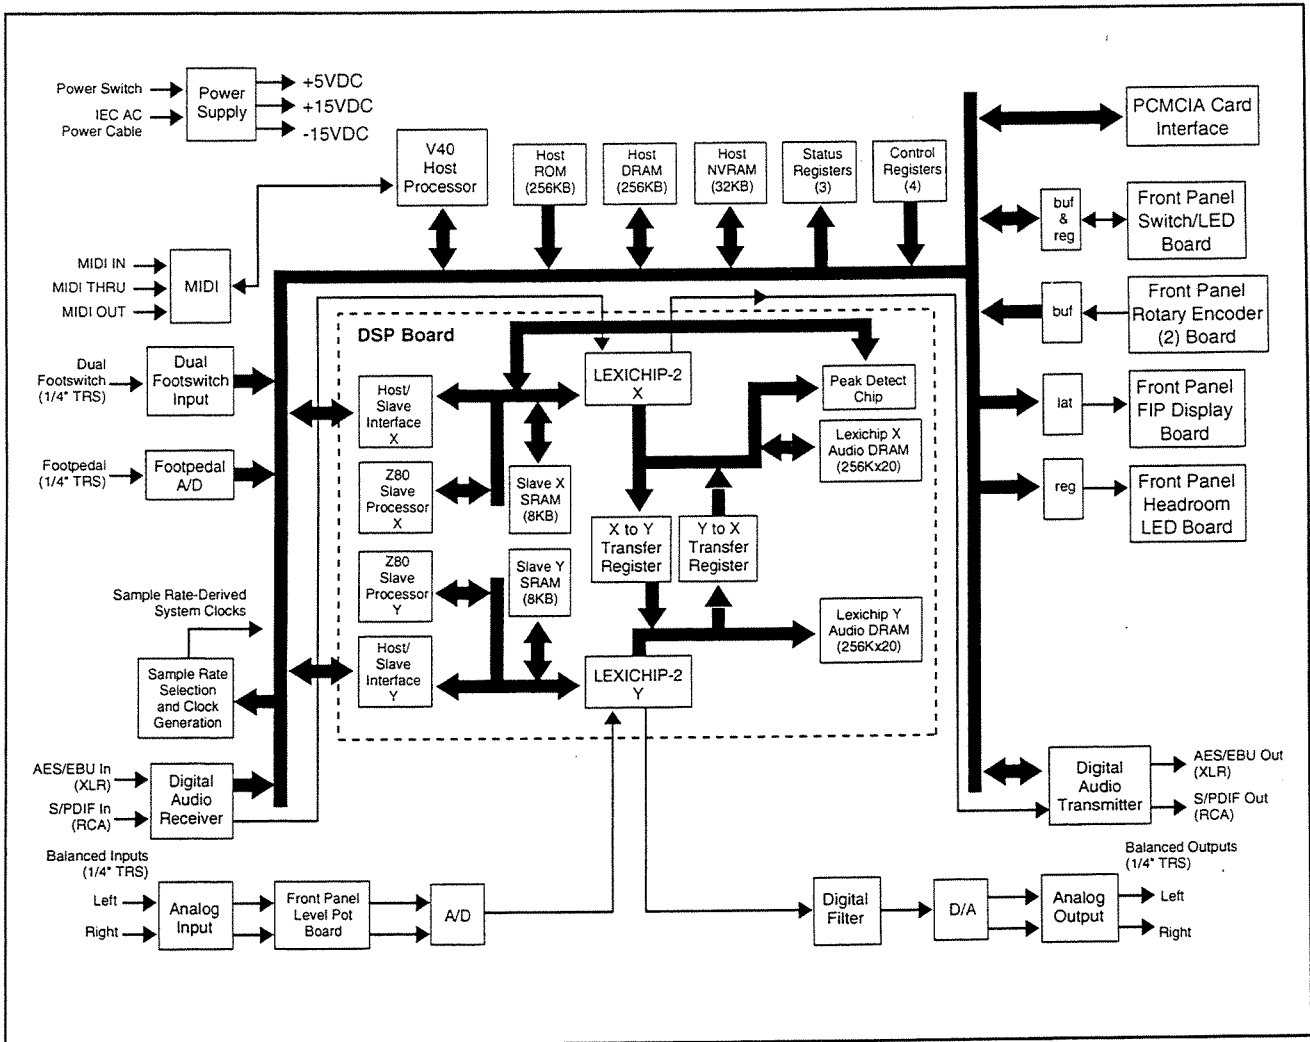 Power Switch
IEC AC
Power Cable
Power
Supply
+5VDC
+15VDC
-15VDC
V40
Host
Processor
Host
ROM
(256KB)
Host
DRAM
(256KB)
Host
NVRAM
(32KB)
Status
Registers
(3)
Control
Registers
(4)
PCMCIA Card
Interface
buf
&
reg
Front Panel
Switch/LED
Board
MIDI IN
MIDI THRU
MIDI OUT
MIDI
buf
Front Panel
Rotary Encoder
(2) Board
Dual
Footswitch
(1/4" TRS)
Dual
Footswitch
Input
lat
Front Panel
FIP Display
Board
Footpedal
(1/4" TRS)
Footpedal
A/D
reg
Front Panel
Headroom
LED Board
DSP Board
Host/
Slave
Interface
X
LEXICHIP-2
X
Peak Detect
Chip
Z80
Slave
Processor
X
Slave X
SRAM
(8KB)
Lexichip X
Audio DRAM
(256Kx20)
X to Y
Transfer
Register
Y to X
Transfer
Register
Z80
Slave
Processor
Y
Slave Y
SRAM
(8KB)
Lexichip Y
Audio DRAM
(256Kx20)
Host/
Slave
Interface
Y
LEXICHIP-2
Y
Sample Rate-Derived
System Clocks
Sample Rate
Selection
and Clock
Generation
AES/EBU In
(XLR)
S/PDIF In
(RCA)
Digital
Audio
Receiver
Digital
Audio
Transmitter
AES/EBU Out
(XLR)
S/PDIF Out
(RCA)
Balanced Inputs
(1/4" TRS)
Left
Right
Analog
Input
Front Panel
Level Pot
Board
A/D
Digital
Filter
D/A
Analog
Output
Balanced Outputs
(1/4" TRS)
Left
Right